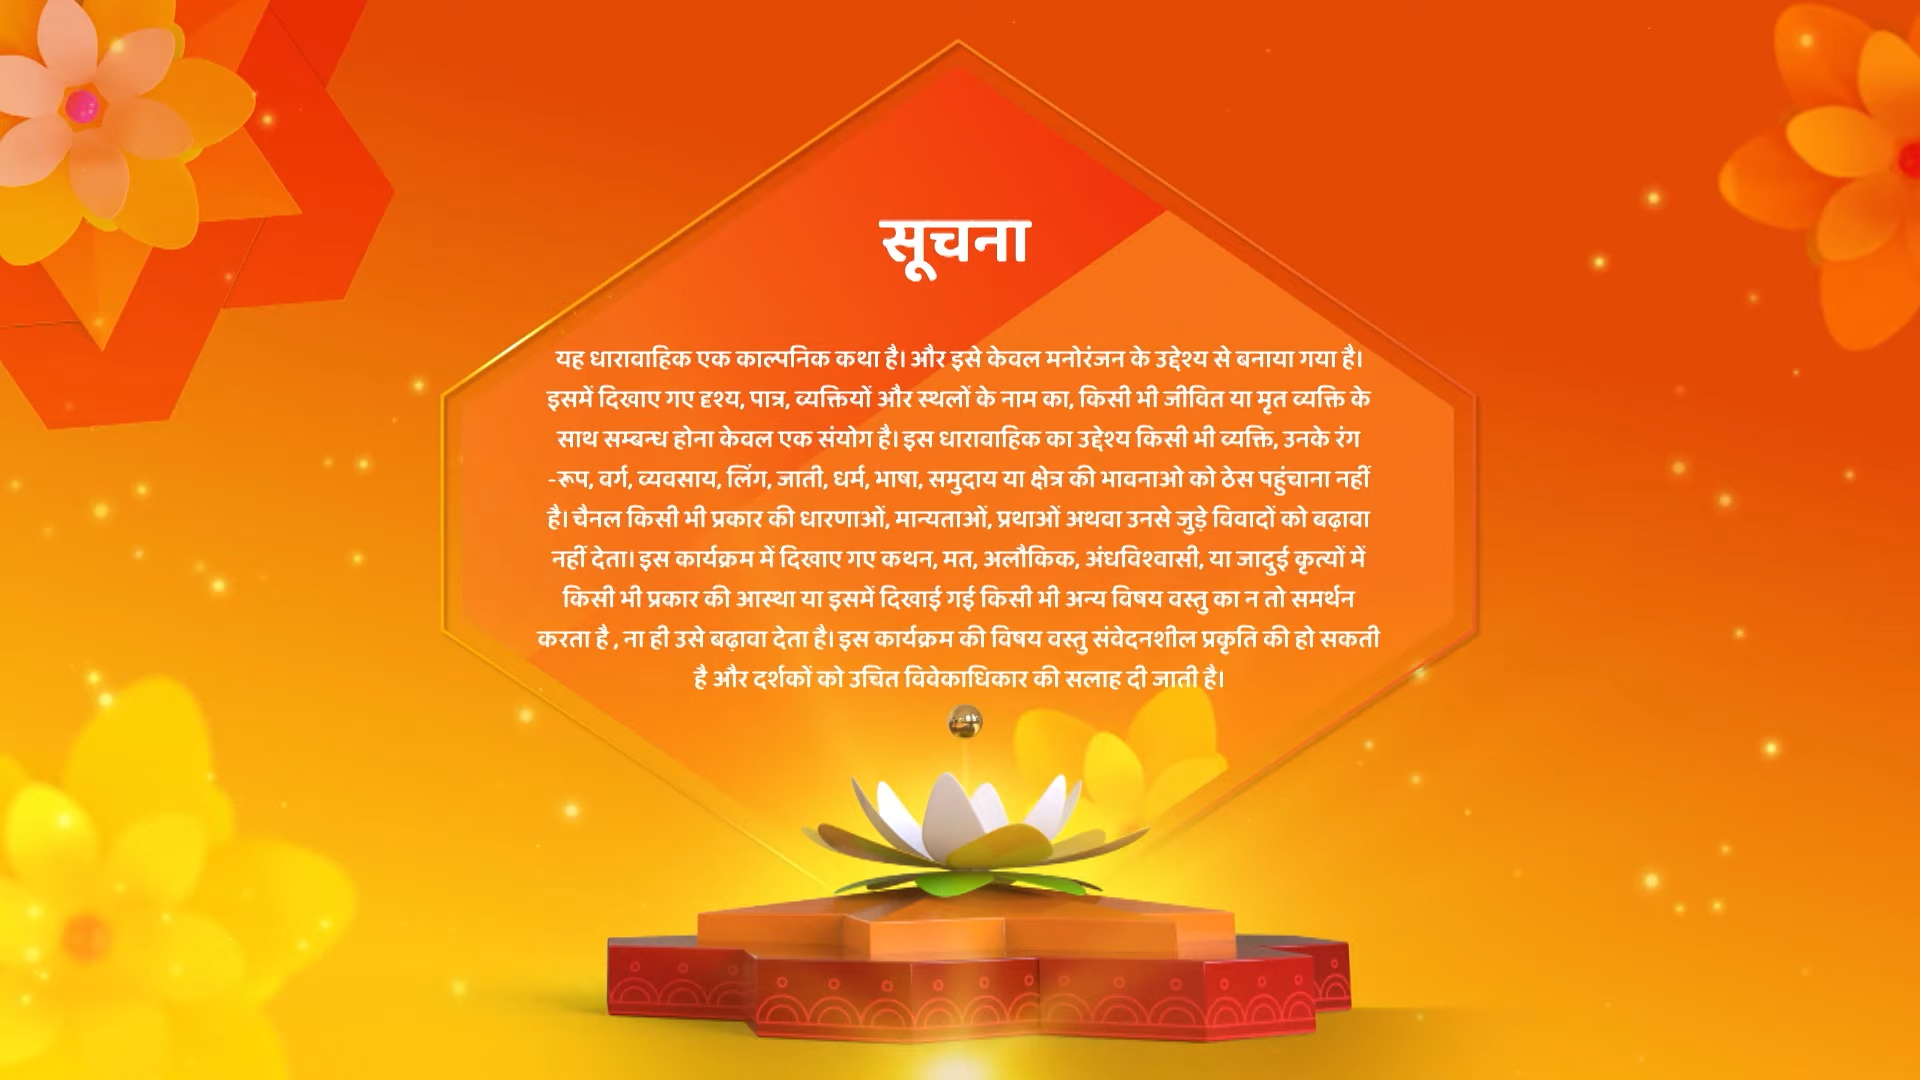 सूचना
यह धारावाहिक एक काल्पनिक कथा है। और इसे केवल मनोरंजन के उद्देश्य से बनाया गया है।
इसमें दिखाए गए दृश्य, पात्र, व्यक्तियों और स्थलों के नाम का, किसी भी जीवित या मृत व्यक्ति के
साथ सम्बन्ध होना केवल एक संयोग है। इस धारावाहिक का उद्देश्य किसी भी व्यक्ति, उनके रंग
-रूप, वर्ग, व्यवसाय, लिंग, जाती, धर्म, भाषा, समुदाय या क्षेत्र की भावनाओ को ठेस पहुंचाना नहीं
है। चैनल किसी भी प्रकार की धारणाओं, मान्यताओं, प्रथाओं अथवा उनसे जुड़े विवादों को बढ़ावा
नहीं देता। इस कार्यक्रम में दिखाए गए कथन, मत, अलौकिक, अंधविश्वासी, या जादुई कृत्यों में
किसी भी प्रकार की आस्था या इसमें दिखाई गई किसी भी अन्य विषय वस्तु का न तो समर्थन
करता है , ना ही उसे बढ़ावा देता है। इस कार्यक्रम की विषय वस्तु संवेदनशील प्रकृति की हो सकती
है और दर्शकों को उचित विवेकाधिकार की सलाह दी जाती है।